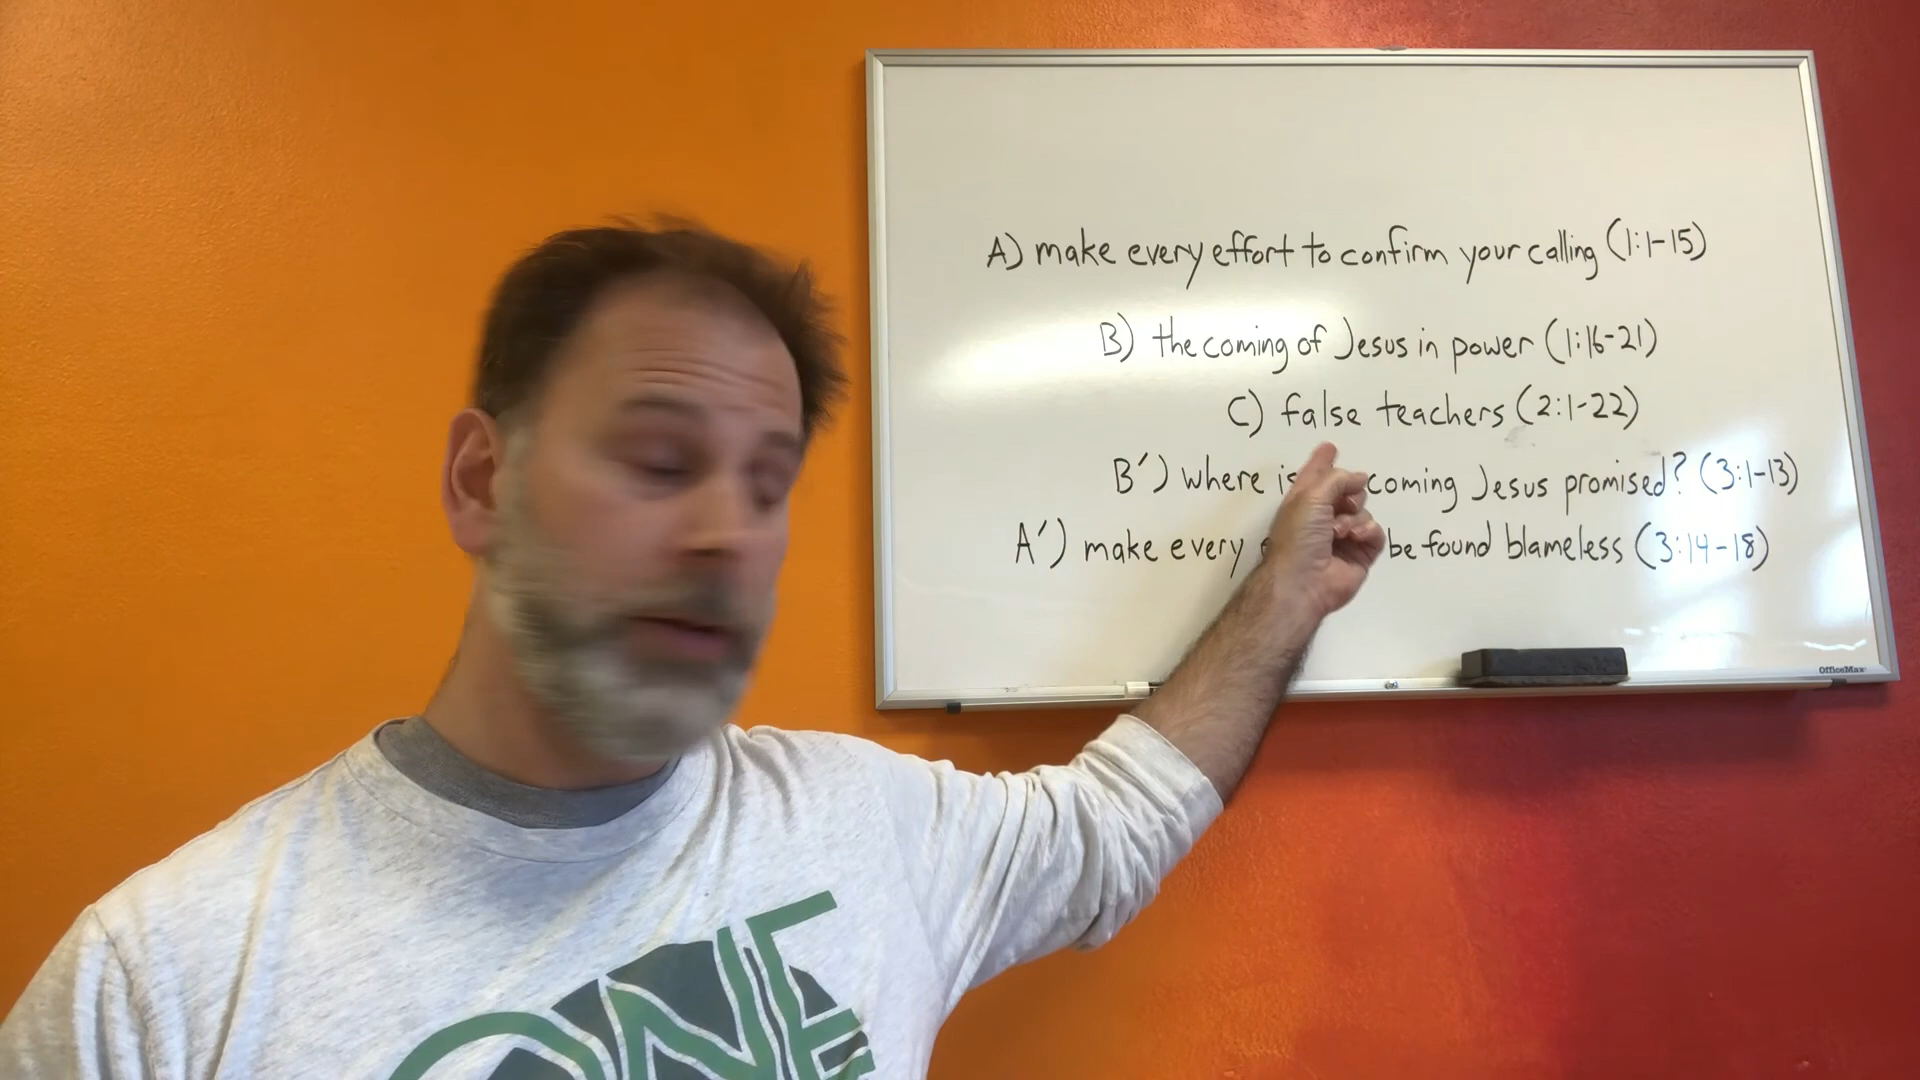 A) make every effort to confirm your calling (1:1-15)
B) the coming of Jesus in power (1:16-21)
C) false teachers (2:1-22)
B′) where is coming Jesus promised? (3:1-13)
A′) make every be found blameless (3:14-18)
OfficeMax
ONE